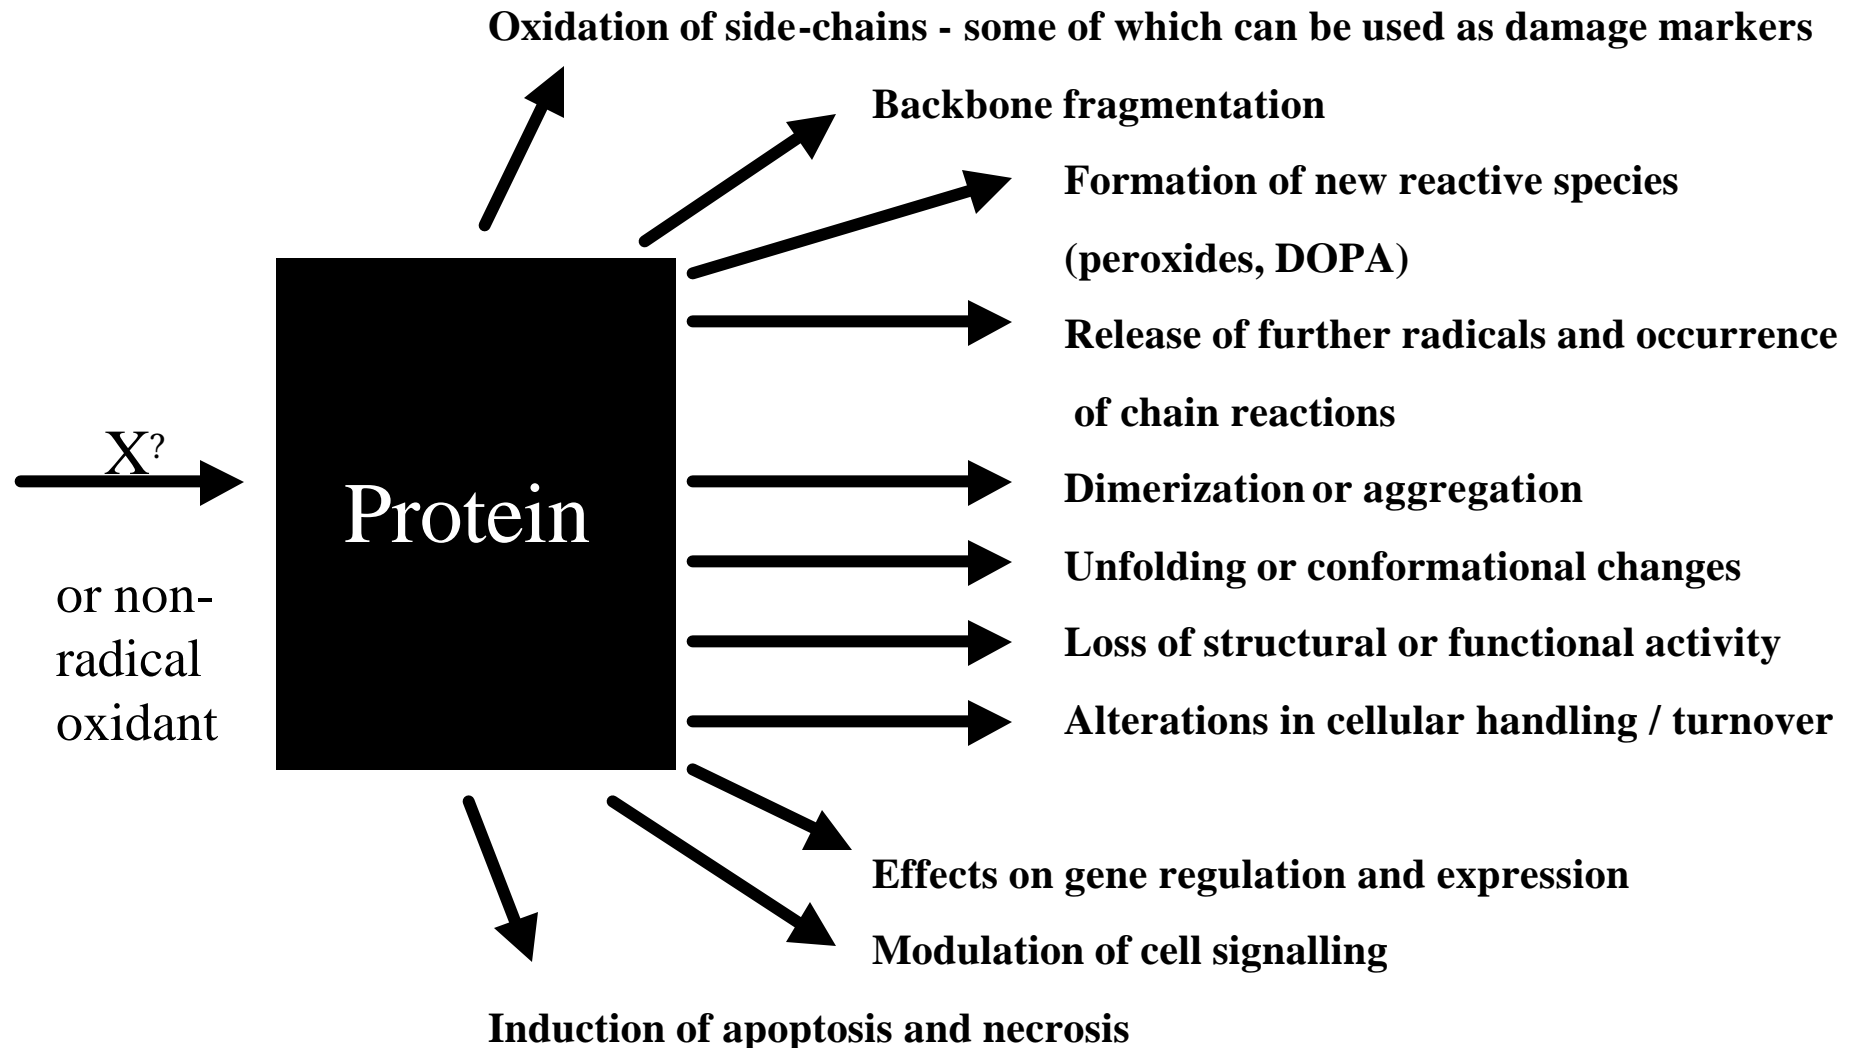 Oxidation of side-chains - some of which can be used as damage markers
Backbone fragmentation
Formation of new reactive species
(peroxides, DOPA)
Release of further radicals and occurrence
of chain reactions
X?
Protein
or non-
radical
oxidant
Dimerization or aggregation
Unfolding or conformational changes
Loss of structural or functional activity
Alterations in cellular handling / turnover
Effects on gene regulation and expression
Modulation of cell signalling
Induction of apoptosis and necrosis